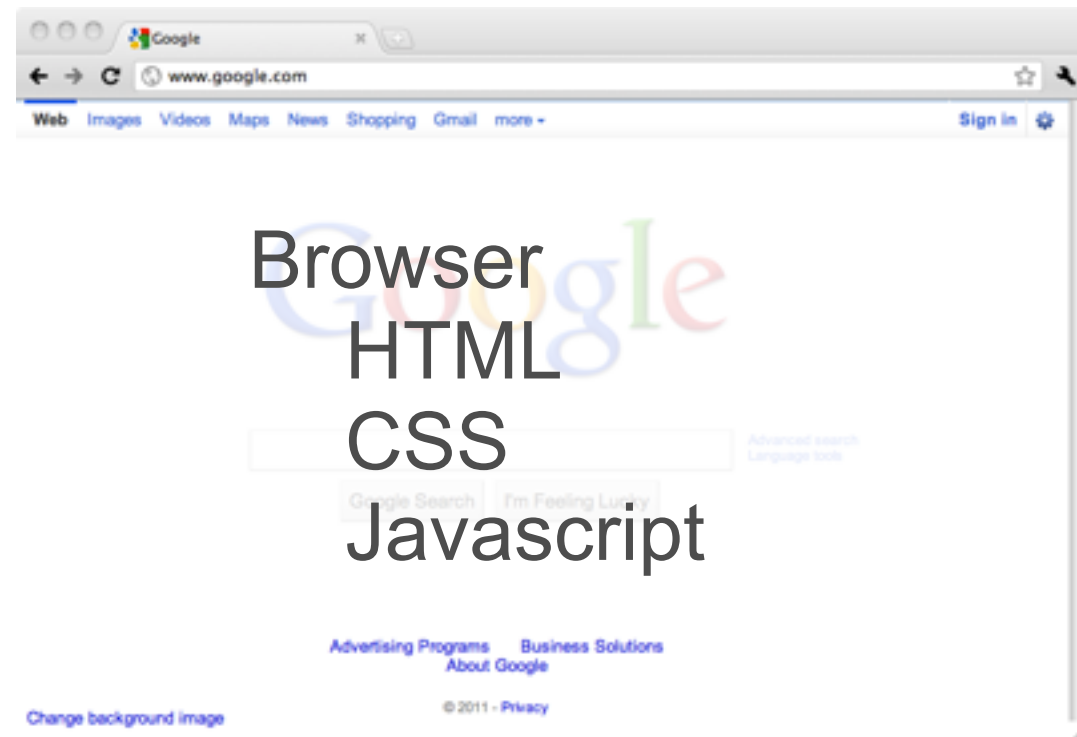 Google
www.google.com
Web Images Videos Maps News Shopping Gmail more Sign in
Google
Browser
HTML
CSS
Advanced search
Language tools
Google Search I'm Feeling Lucky
Javascript
Advertising Programs Business Solutions
About Google
© 2011 - Privacy
Change background image